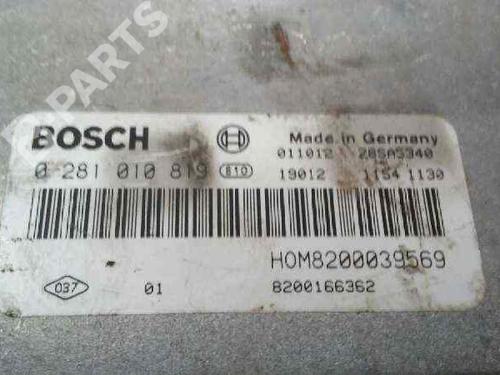 PARTS
BOSCH
Made in Germany
0 281 010 819 810
011012 28SA5340
19012 1154 1130
HOM8200039569
037 01 8200166362